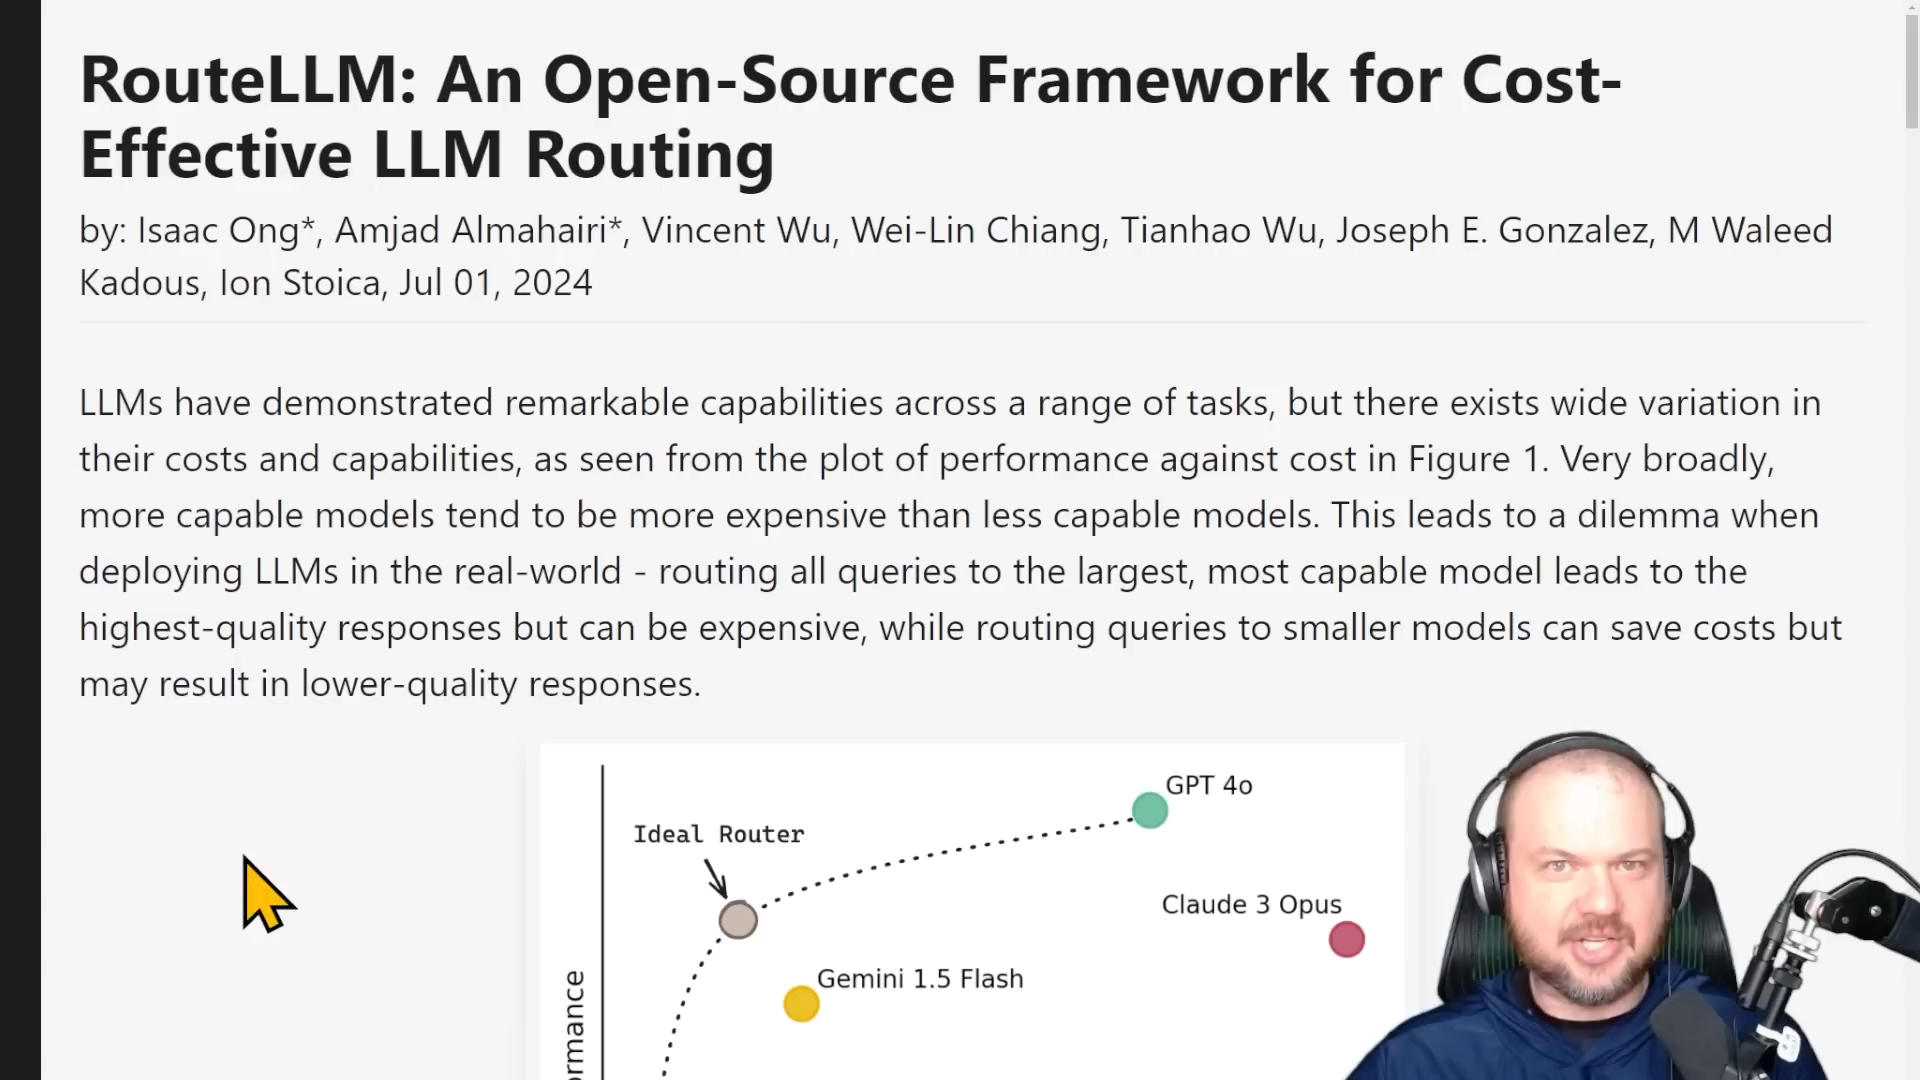 RouteLLM: An Open-Source Framework for Cost-
Effective LLM Routing
by: Isaac Ong*, Amjad Almahairi*, Vincent Wu, Wei-Lin Chiang, Tianhao Wu, Joseph E. Gonzalez, M Waleed
Kadous, Ion Stoica, Jul 01, 2024
LLMs have demonstrated remarkable capabilities across a range of tasks, but there exists wide variation in
their costs and capabilities, as seen from the plot of performance against cost in Figure 1. Very broadly,
more capable models tend to be more expensive than less capable models. This leads to a dilemma when
deploying LLMs in the real-world - routing all queries to the largest, most capable model leads to the
highest-quality responses but can be expensive, while routing queries to smaller models can save costs but
may result in lower-quality responses.
GPT 4o
Ideal Router
Claude 3 Opus
Gemini 1.5 Flash
ormance